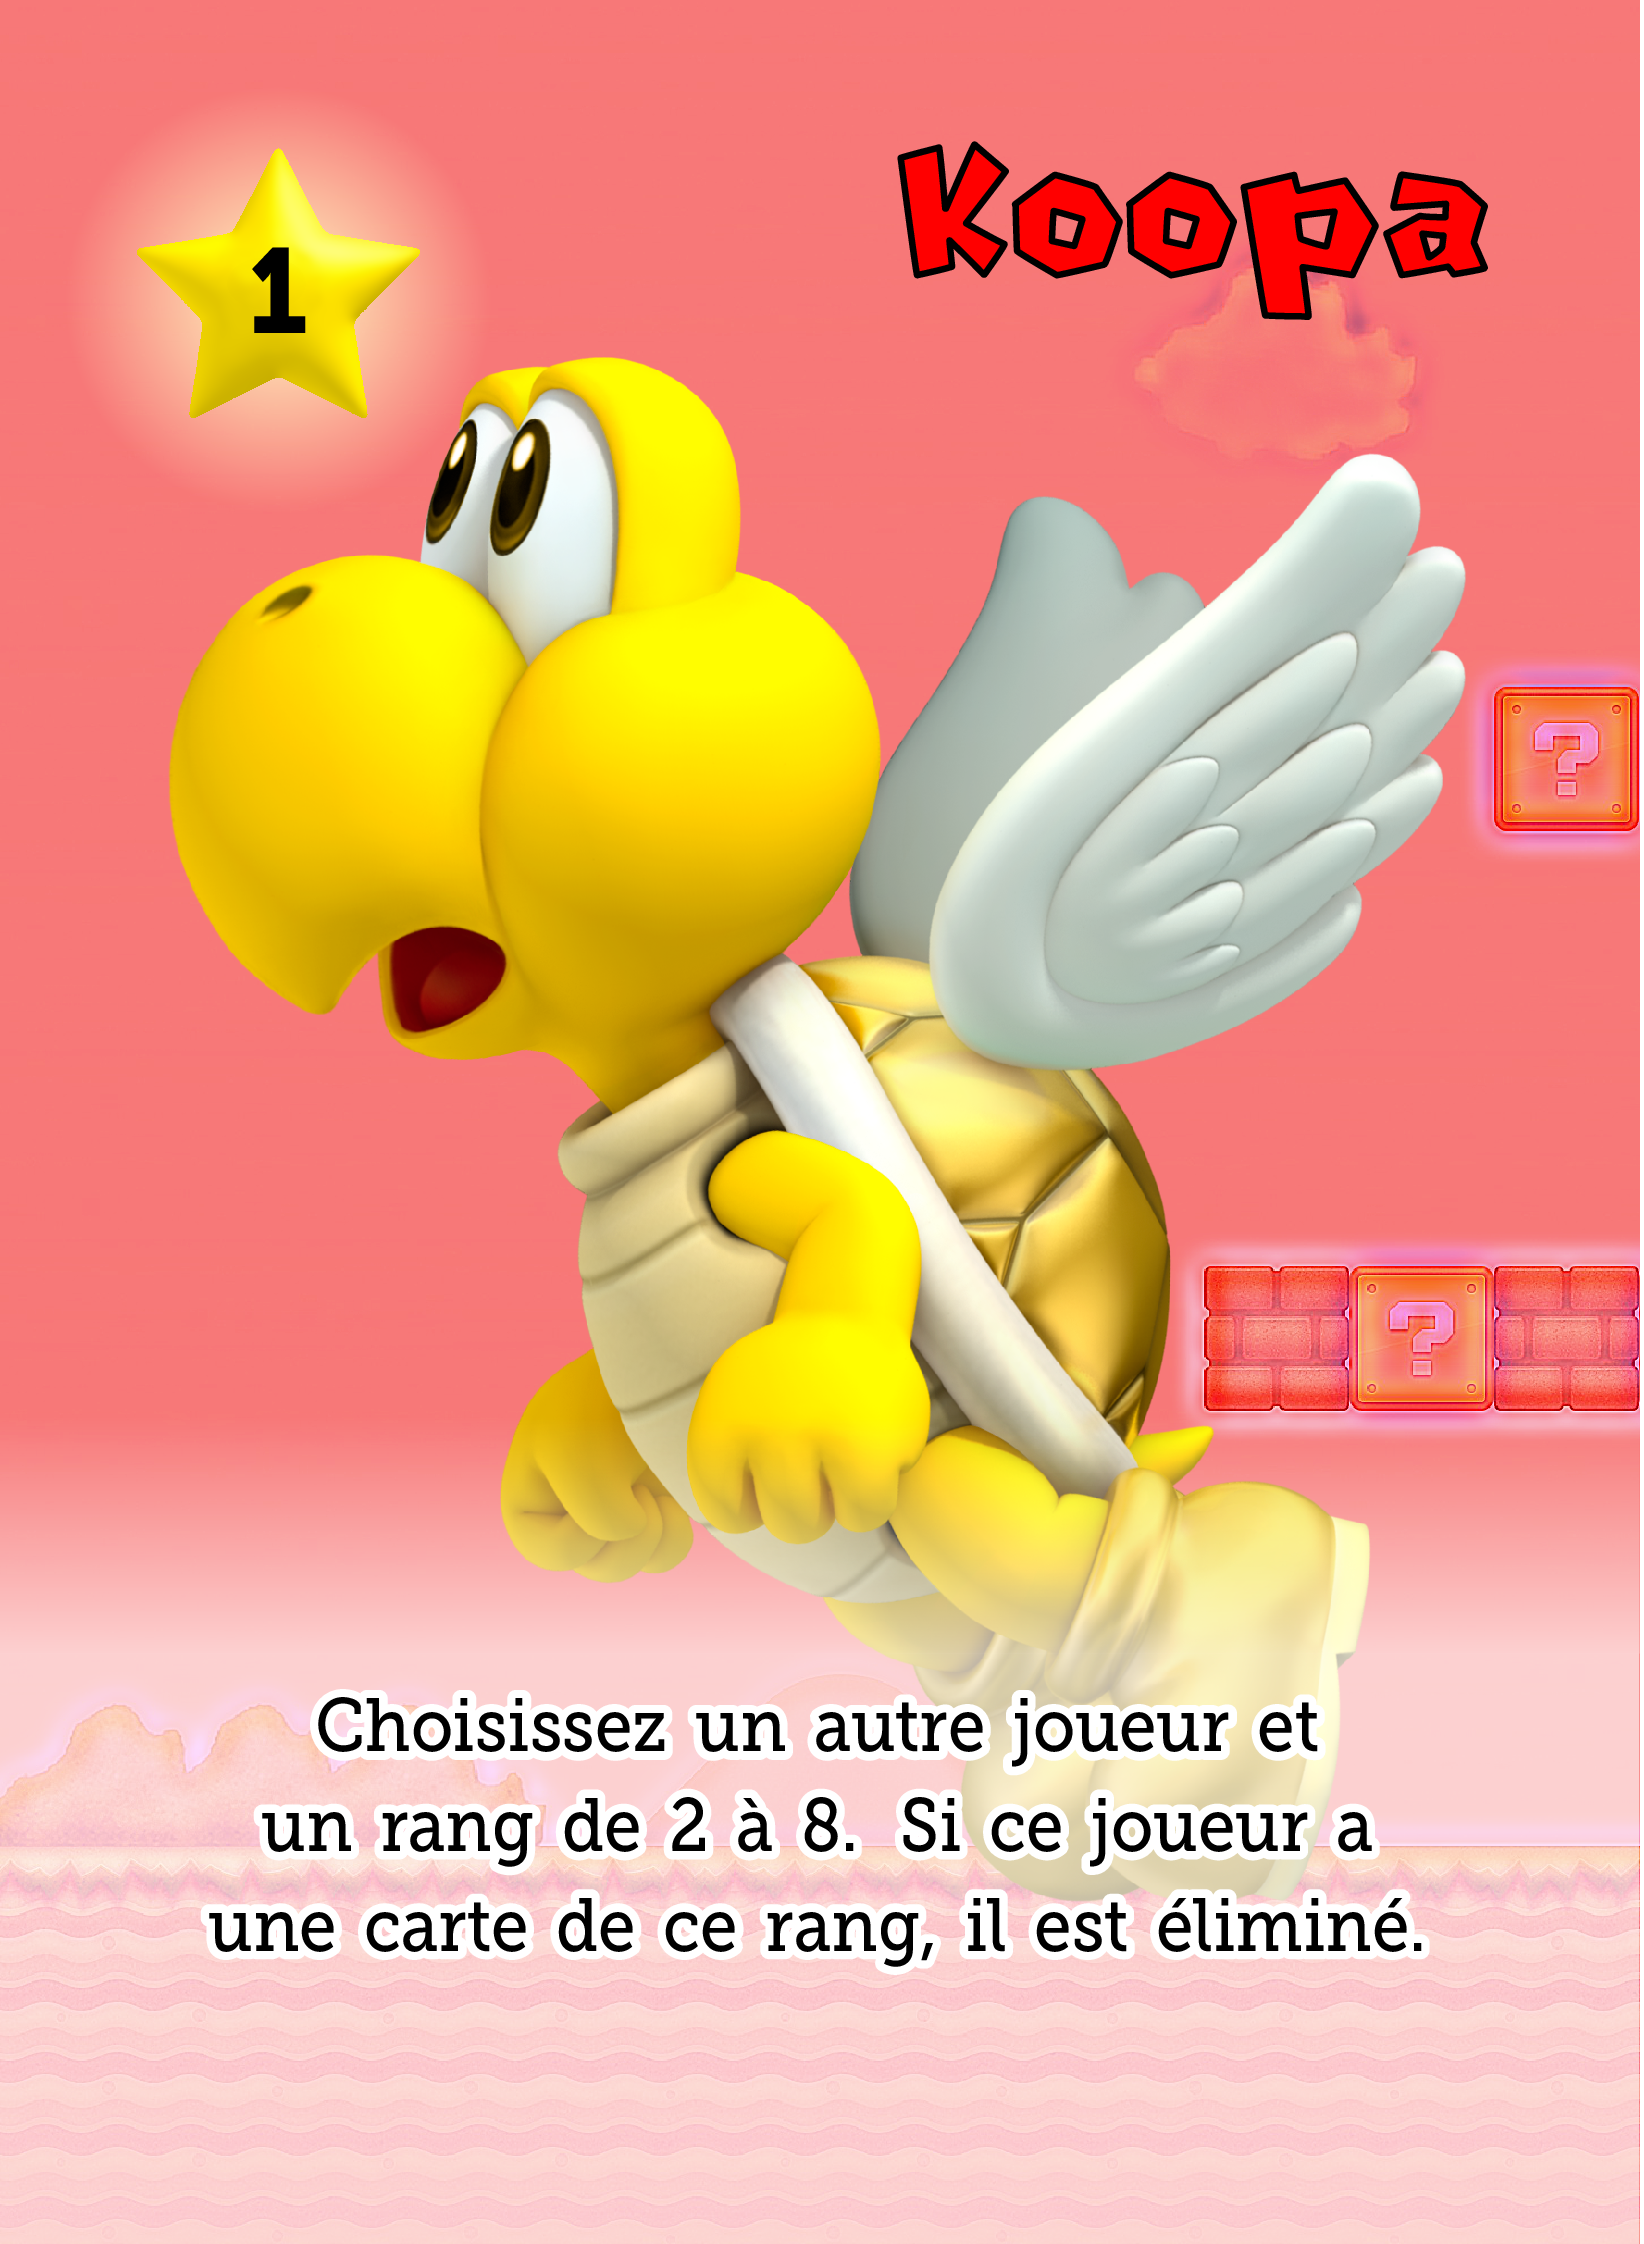 1
Koopa
?
?
Choisissez un autre joueur et
un rang de 2 à 8. Si ce joueur a
une carte de ce rang, il est éliminé.